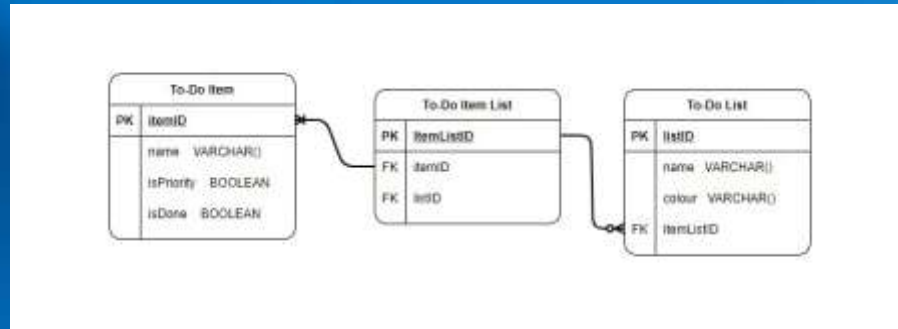 To-Do Item
PK itemID
name VARCHAR()
isPriority BOOLEAN
isDone BOOLEAN
To-Do Item List
PK ItemListID
FK itemID
FK listID
To-Do List
PK listID
name VARCHAR()
colour VARCHAR()
FK itemListID